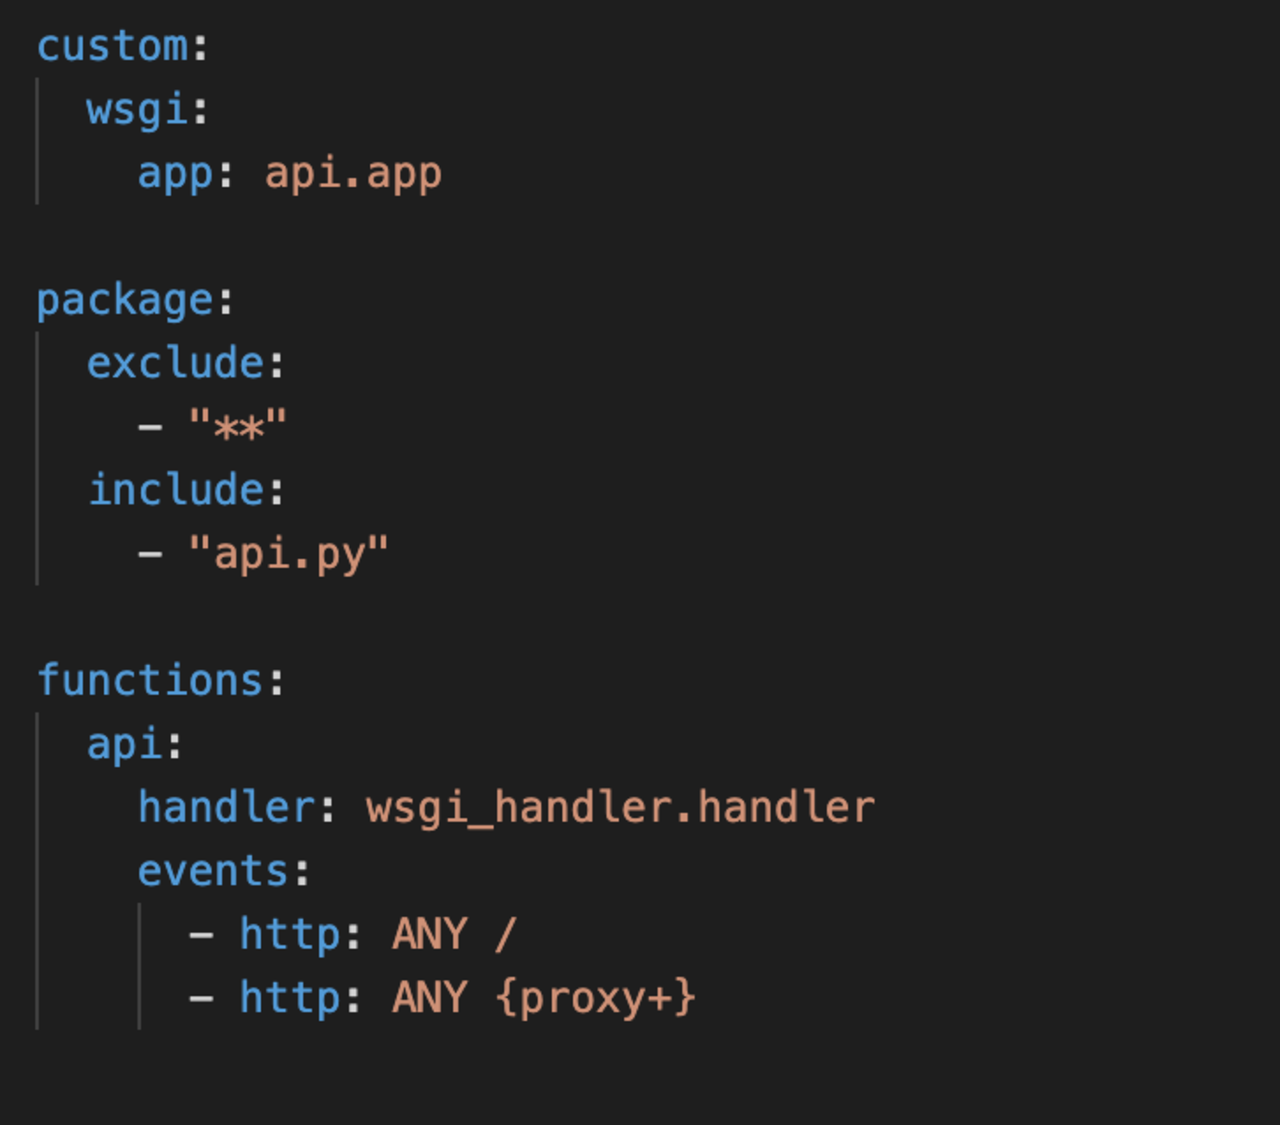 custom:
  wsgi:
    app: api.app

package:
  exclude:
    - "**"
  include:
    - "api.py"

functions:
  api:
    handler: wsgi_handler.handler
    events:
      - http: ANY /
      - http: ANY {proxy+}